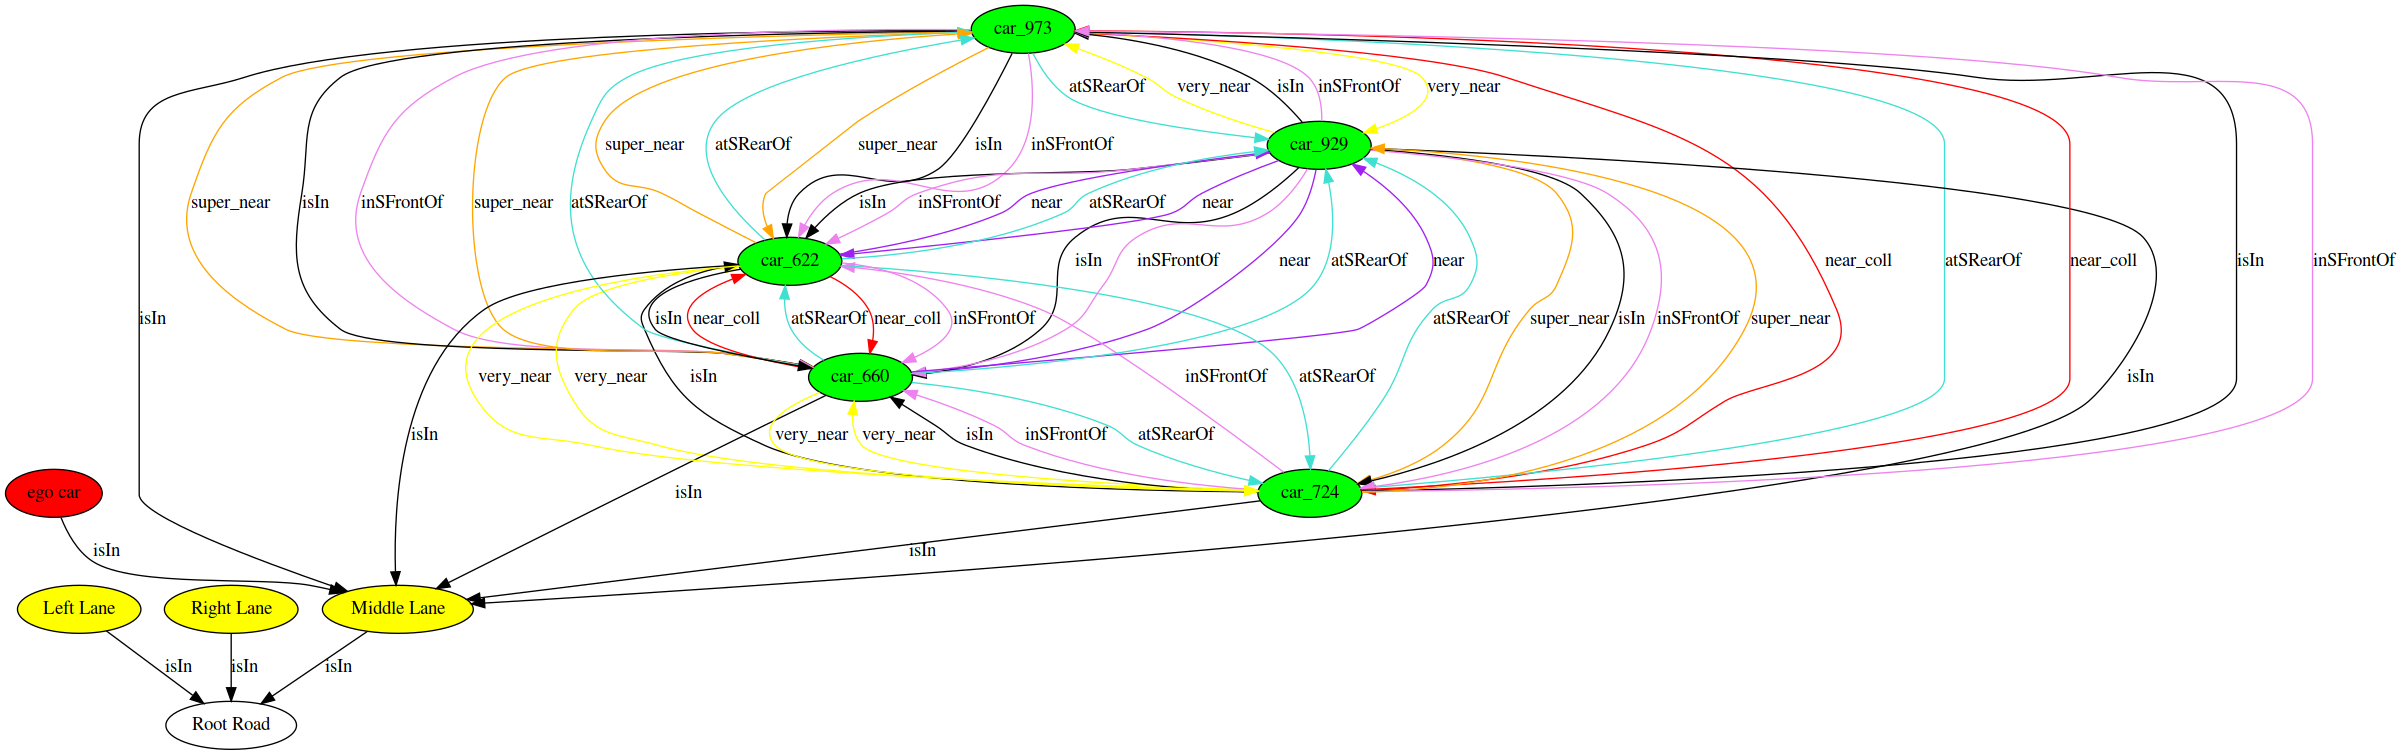 car_973
atSRearOf
very_near
isIn
inSFrontOf
very_near
car_929
super_near
atSRearOf
super_near
isIn
inSFrontOf
super_near
isIn
inSFrontOf
super_near
atSRearOf
isIn
inSFrontOf
near
atSRearOf
near
car_622
isIn
inSFrontOf
near
atSRearOf
near
near_coll
atSRearOf
near_coll
isIn
inSFrontOf
isIn
isIn
near_coll
atSRearOf
near_coll
inSFrontOf
atSRearOf
super_near
isIn
inSFrontOf
super_near
very_near
very_near
isIn
car_660
inSFrontOf
atSRearOf
isIn
isIn
very_near
very_near
isIn
inSFrontOf
atSRearOf
ego car
isIn
car_724
isIn
isIn
Left Lane
Right Lane
Middle Lane
isIn
isIn
isIn
Root Road